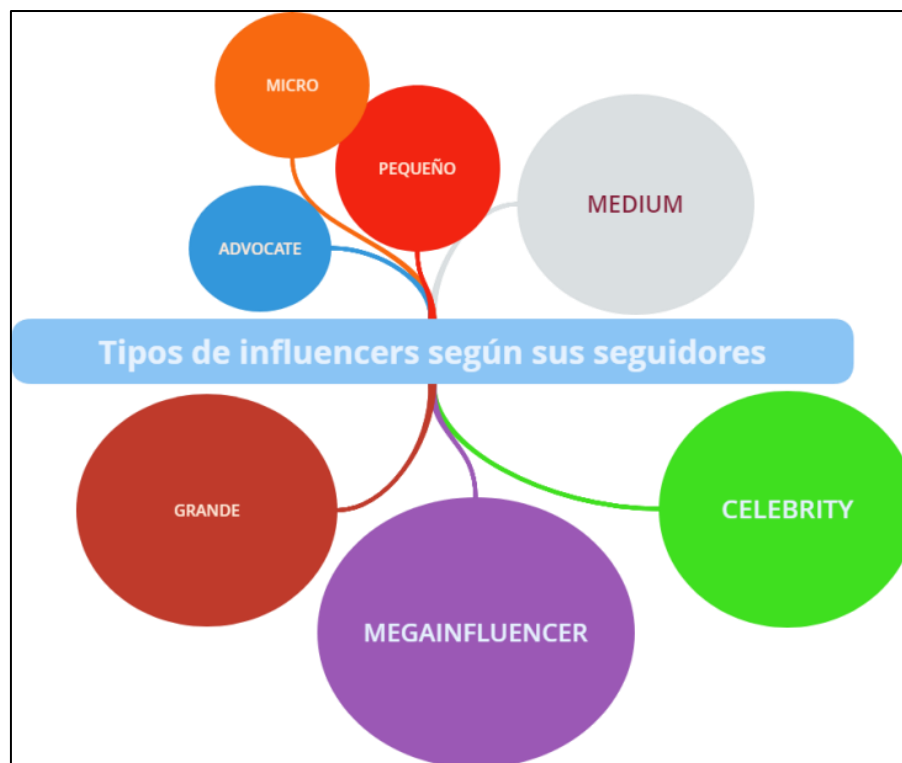 MICRO
PEQUEÑO
MEDIUM
ADVOCATE
Tipos de influencers según sus seguidores
GRANDE
CELEBRITY
MEGAINFLUENCER